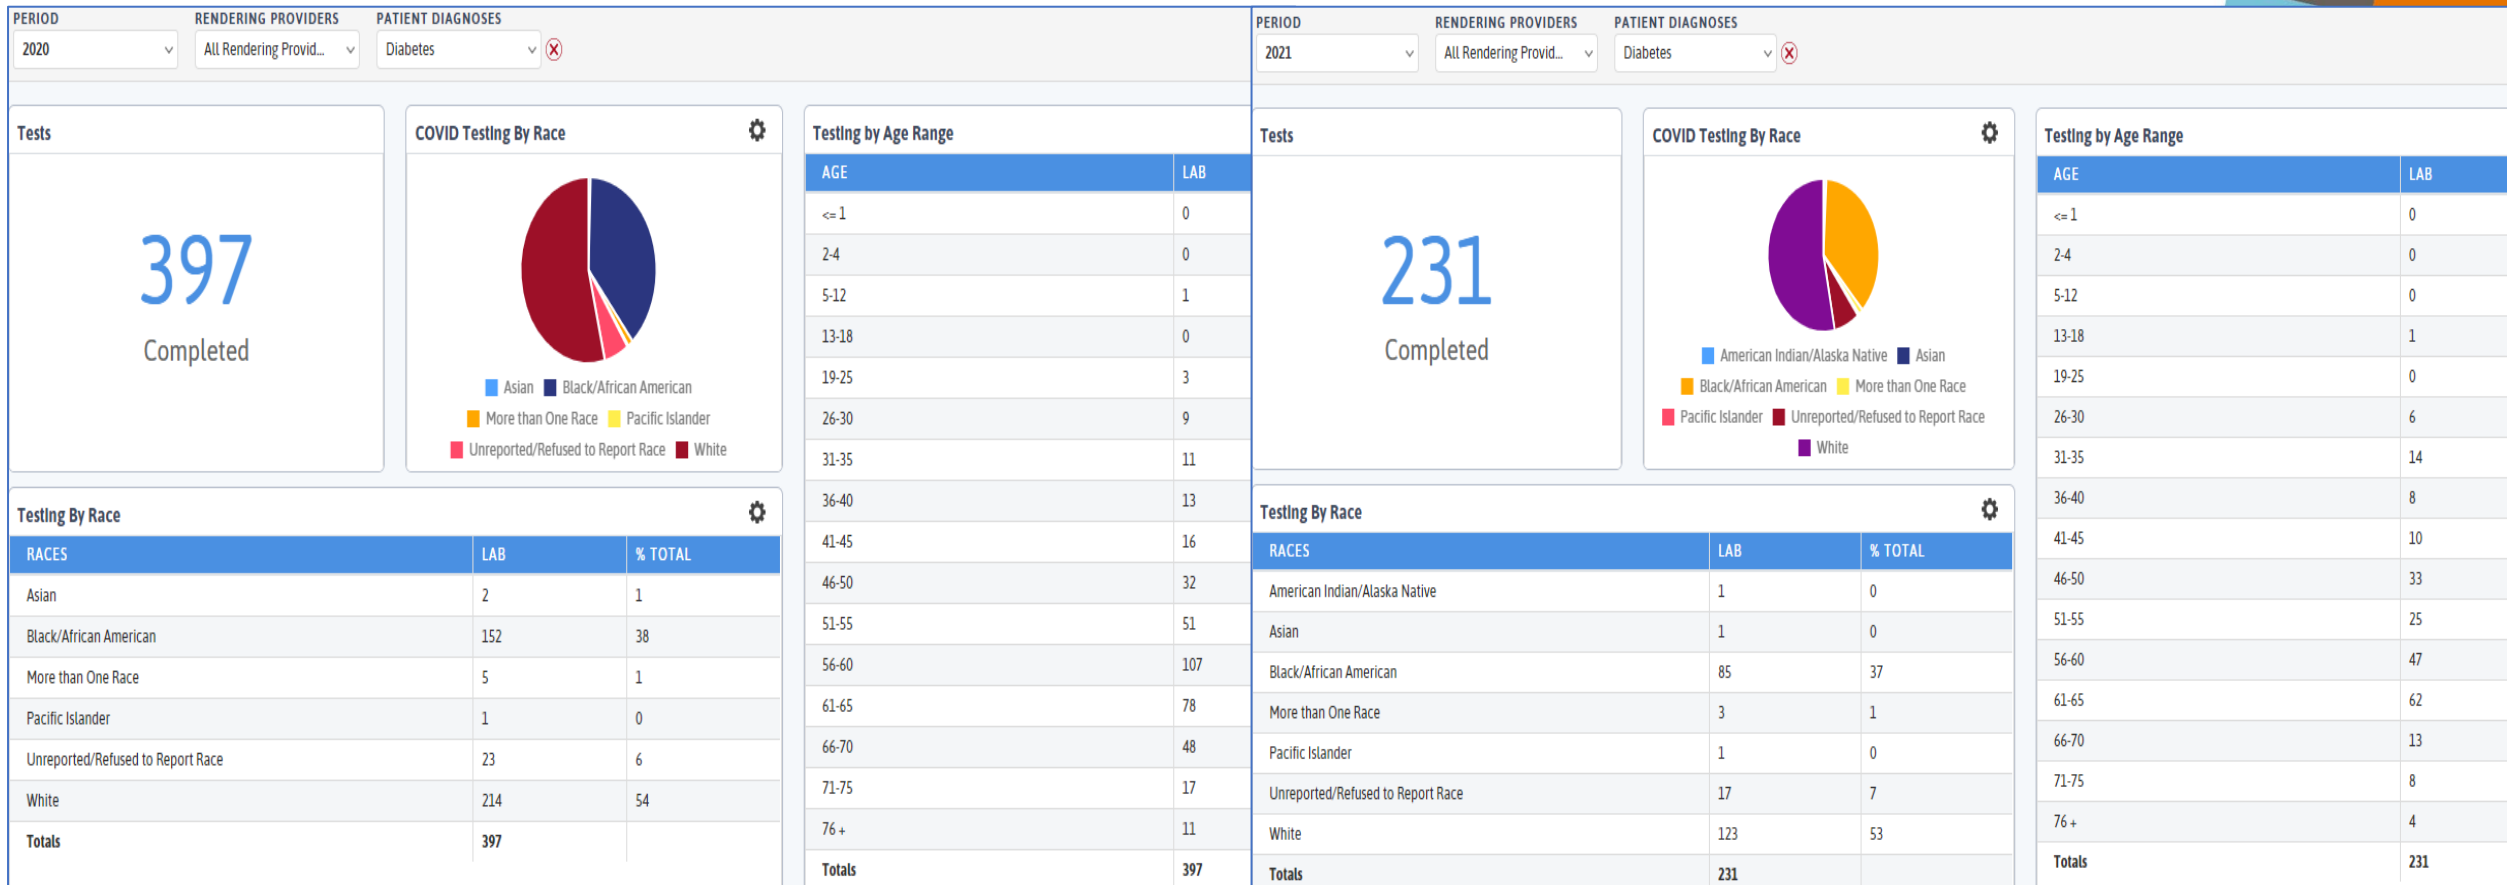 PERIOD RENDERING PROVIDERS PATIENT DIAGNOSES
2020 All Rendering Provid... Diabetes
Tests
397
Completed
COVID Testing By Race
Asian Black/African American
More than One Race Pacific Islander
Unreported/Refused to Report Race White
Testing By Race
RACES LAB % TOTAL
Asian 2 1
Black/African American 152 38
More than One Race 5 1
Pacific Islander 1 0
Unreported/Refused to Report Race 23 6
White 214 54
Totals 397
Testing by Age Range
AGE LAB
<= 1 0
2-4 0
5-12 1
13-18 0
19-25 3
26-30 9
31-35 11
36-40 13
41-45 16
46-50 32
51-55 51
56-60 107
61-65 78
66-70 48
71-75 17
76 + 11
Totals 397
PERIOD RENDERING PROVIDERS PATIENT DIAGNOSES
2021 All Rendering Provid... Diabetes
Tests
231
Completed
COVID Testing By Race
American Indian/Alaska Native Asian
Black/African American More than One Race
Pacific Islander Unreported/Refused to Report Race
White
Testing By Race
RACES LAB % TOTAL
American Indian/Alaska Native 1 0
Asian 1 0
Black/African American 85 37
More than One Race 3 1
Pacific Islander 1 0
Unreported/Refused to Report Race 17 7
White 123 53
Totals 231
Testing by Age Range
AGE LAB
<= 1 0
2-4 0
5-12 0
13-18 1
19-25 0
26-30 6
31-35 14
36-40 8
41-45 10
46-50 33
51-55 25
56-60 47
61-65 62
66-70 13
71-75 8
76 + 4
Totals 231